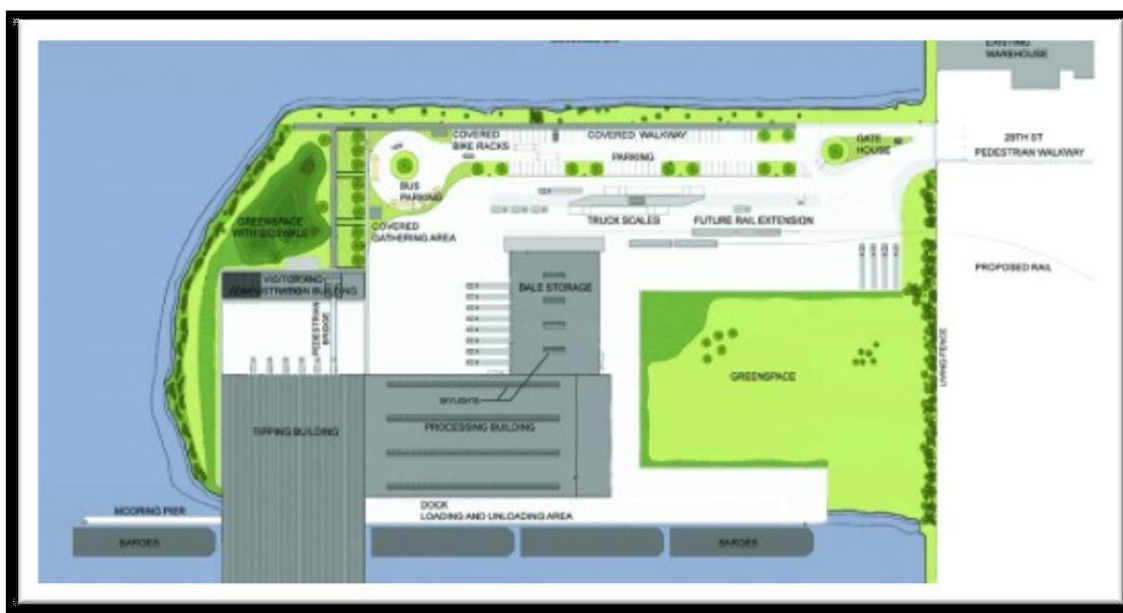 EXISTING
WAREHOUSE
COVERED
BIKE RACKS
COVERED WALKWAY
GATE
HOUSE
29TH ST
PEDESTRIAN WALKWAY
PARKING
BUS
PARKING
GREENSPACE
WITH BIOSWALE
COVERED
GATHERING AREA
TRUCK SCALES
FUTURE RAIL EXTENSION
PROPOSED RAIL
VISITOR AND
ADMINISTRATION BUILDING
BALE STORAGE
PEDESTRIAN
BRIDGE
LIVING FENCE
GREENSPACE
SKYLIGHTS
TIPPING BUILDING
PROCESSING BUILDING
DOCK
LOADING AND UNLOADING AREA
MOORING PIER
BARGES
BARGES